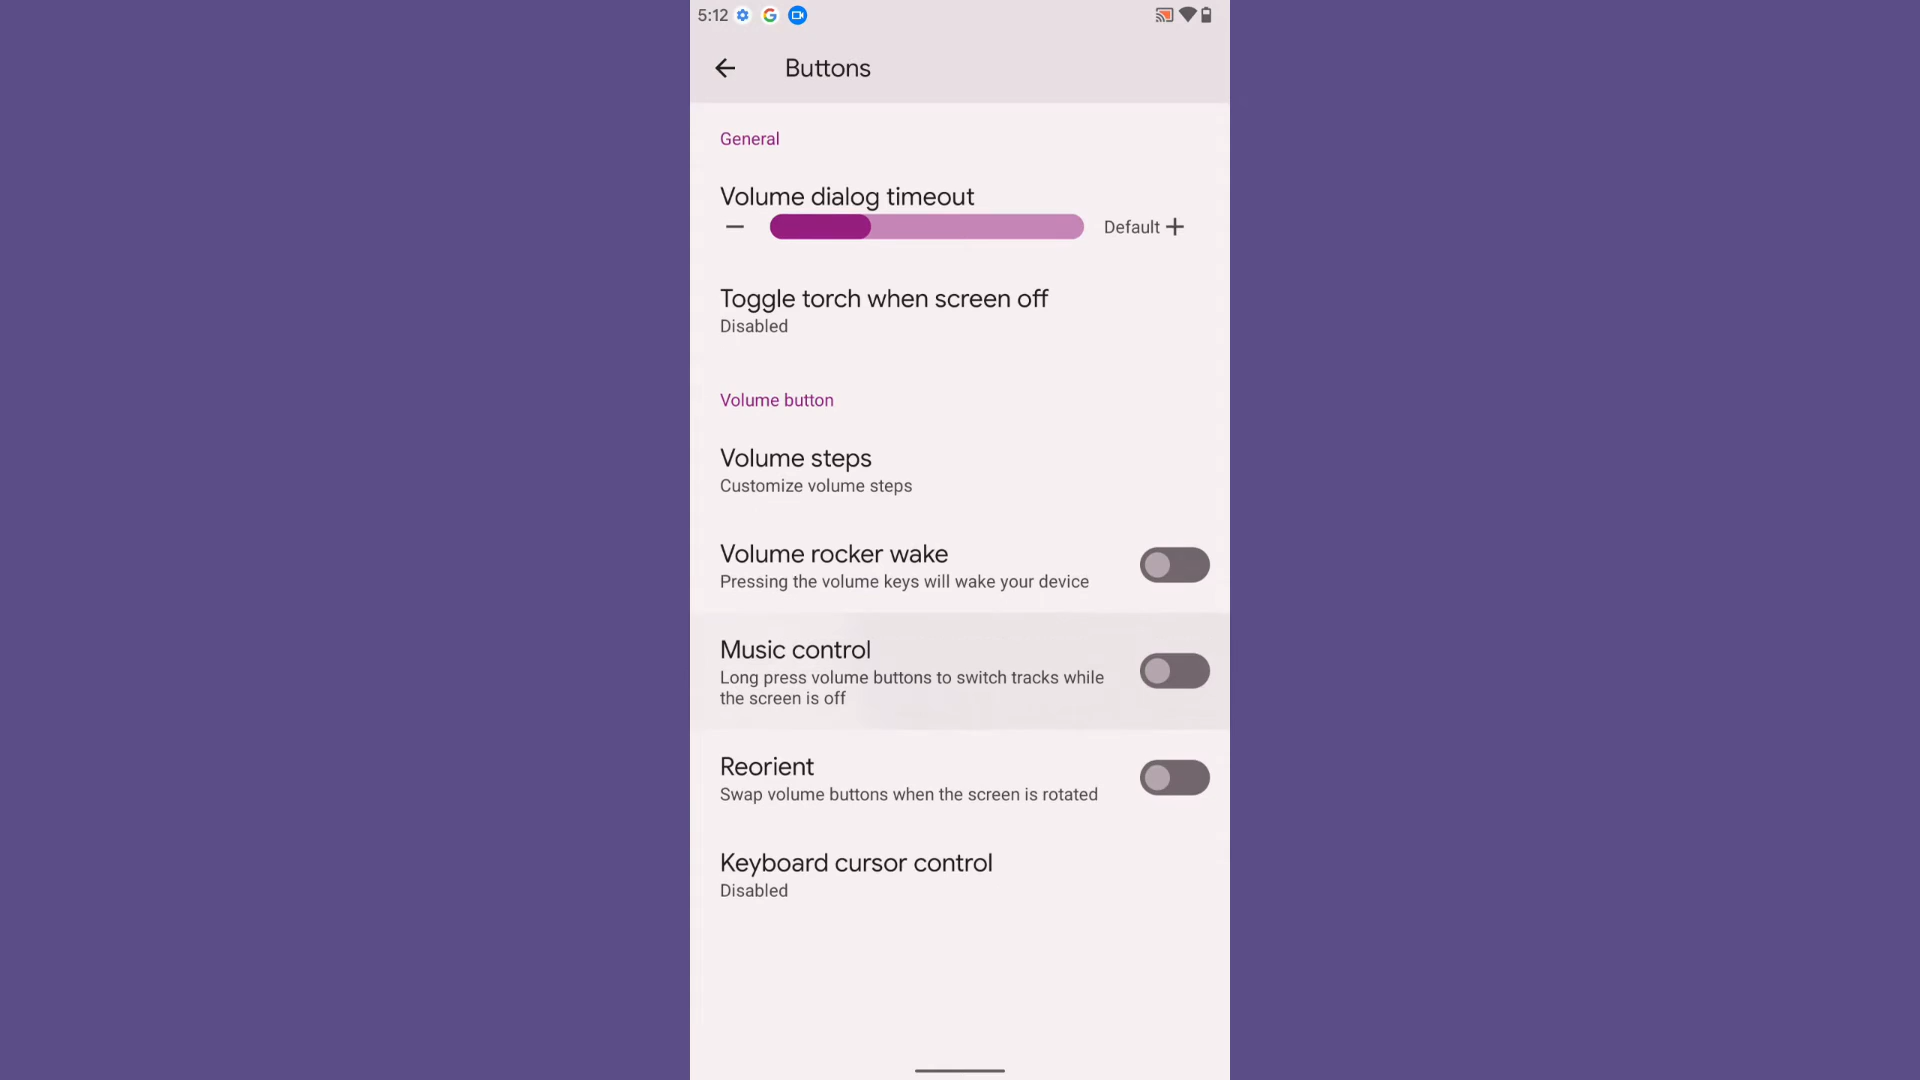 5:12
Buttons
General
Volume dialog timeout
Default
Toggle torch when screen off
Disabled
Volume button
Volume steps
Customize volume steps
Volume rocker wake
Pressing the volume keys will wake your device
Music control
Long press volume buttons to switch tracks while
the screen is off
Reorient
Swap volume buttons when the screen is rotated
Keyboard cursor control
Disabled